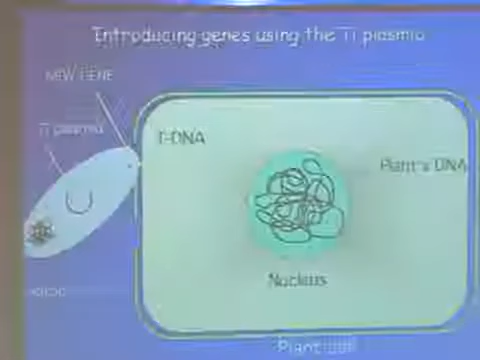 Introducing genes using the Ti plasmid
NEW GENE
Ti plasmid
T-DNA
Plant's DNA
Nucleus
Plant cell